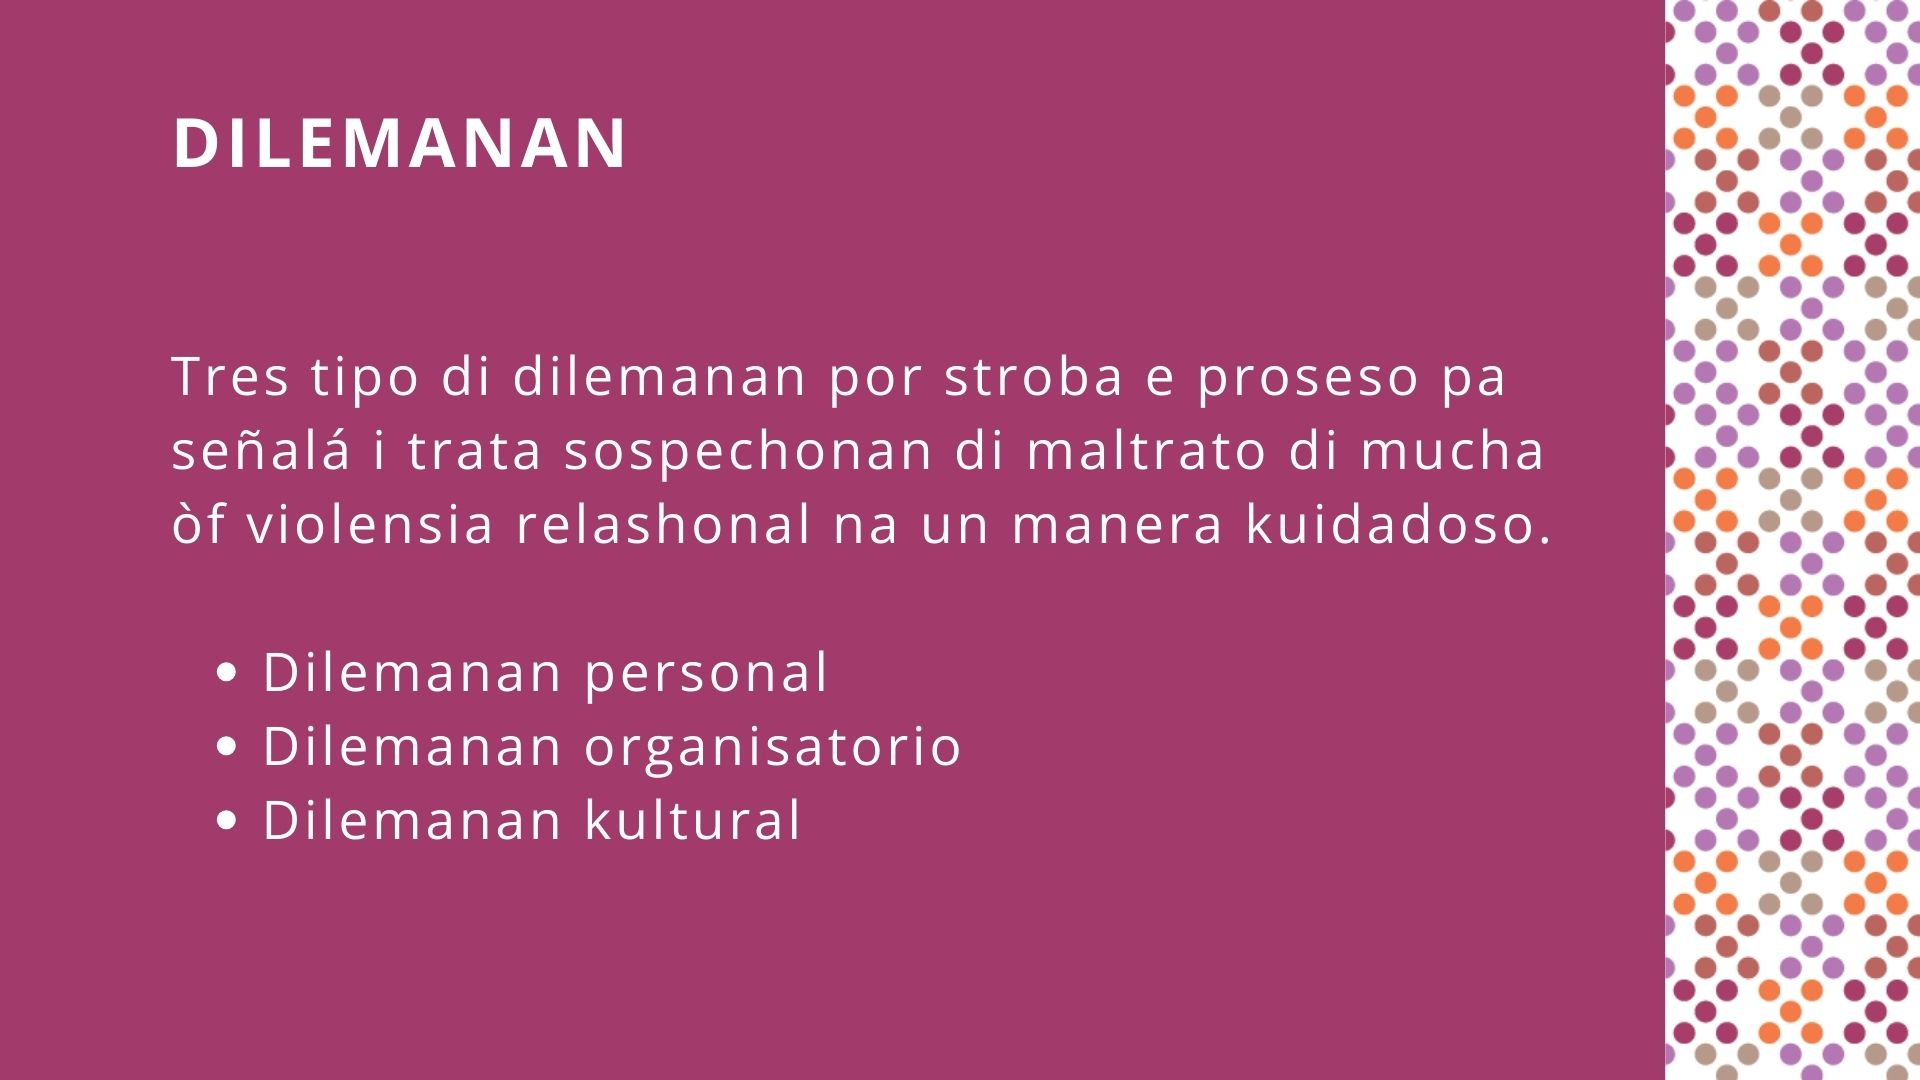 DILEMANAN
Tres tipo di dilemanan por stroba e proseso pa
señalá i trata sospechonan di maltrato di mucha
òf violensia relashonal na un manera kuidadoso.
• Dilemanan personal
• Dilemanan organisatorio
• Dilemanan kultural